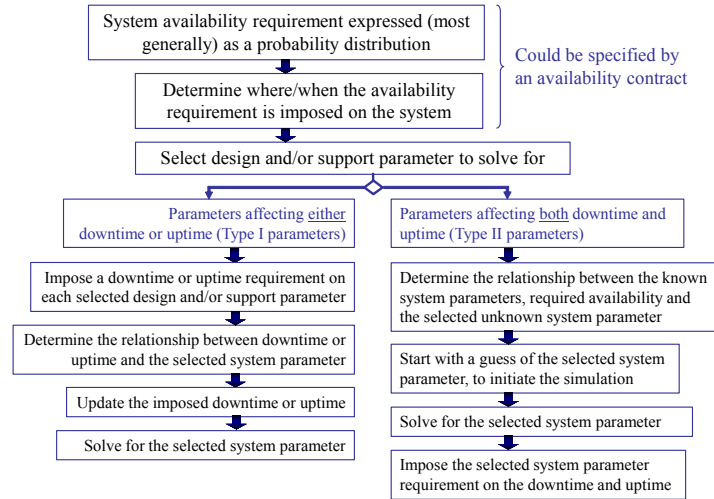 System availability requirement expressed (most
generally) as a probability distribution
Could be specified by
an availability contract
Determine where/when the availability
requirement is imposed on the system
Select design and/or support parameter to solve for
Parameters affecting either
downtime or uptime (Type I parameters)
Impose a downtime or uptime requirement on
each selected design and/or support parameter
Determine the relationship between downtime or
uptime and the selected system parameter
Update the imposed downtime or uptime
Solve for the selected system parameter
Parameters affecting both downtime and
uptime (Type II parameters)
Determine the relationship between the known
system parameters, required availability and
the selected unknown system parameter
Start with a guess of the selected system
parameter, to initiate the simulation
Solve for the selected system parameter
Impose the selected system parameter
requirement on the downtime and uptime